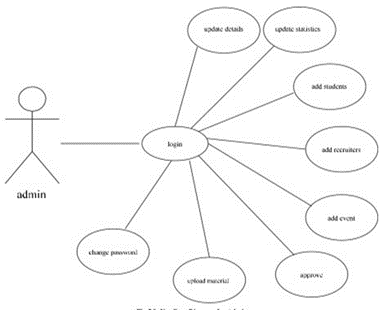 update details
update statistics
add students
login
add recruiters
admin
add event
change password
upload material
approve